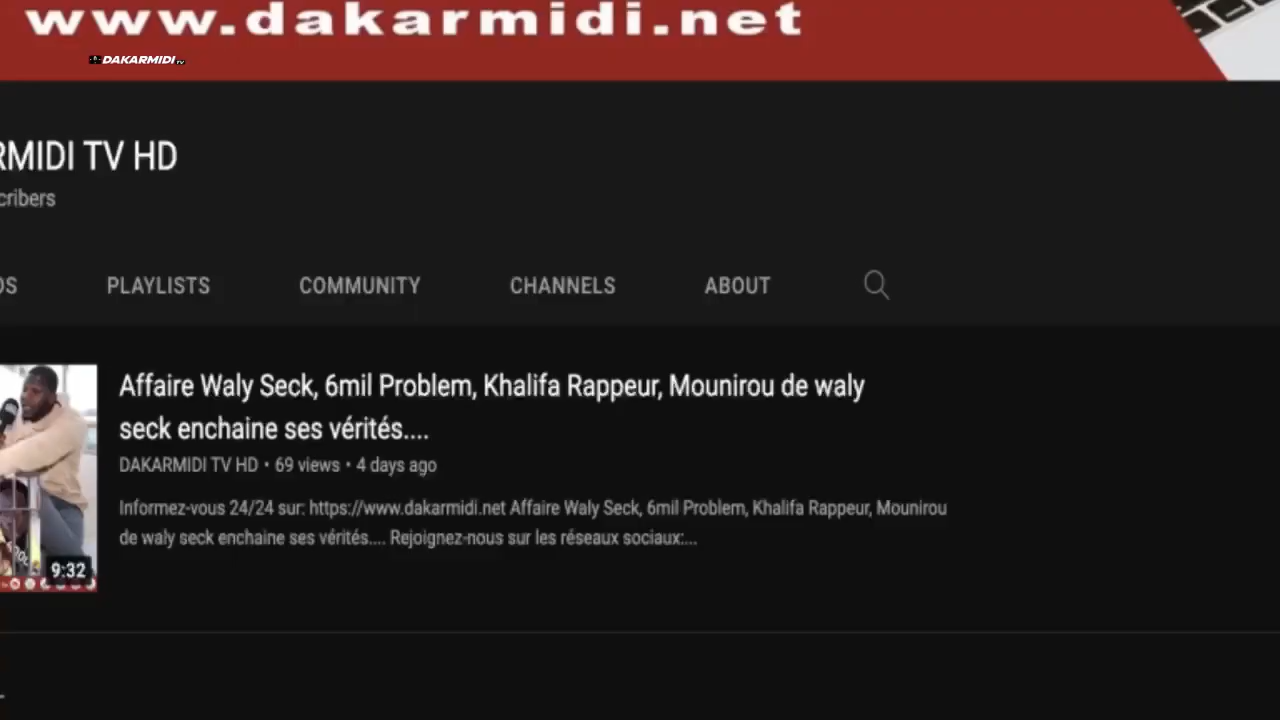 www.dakarmidi.net
DAKARMIDI TV
RMIDI TV HD
cribers
OS
PLAYLISTS
COMMUNITY
CHANNELS
ABOUT
Affaire Waly Seck, 6mil Problem, Khalifa Rappeur, Mounirou de waly
seck enchaine ses vérités....
DAKARMIDI TV HD • 69 views • 4 days ago
Informez-vous 24/24 sur: https://www.dakarmidi.net Affaire Waly Seck, 6mil Problem, Khalifa Rappeur, Mounirou
de waly seck enchaine ses vérités.... Rejoignez-nous sur les réseaux sociaux:...
9:32